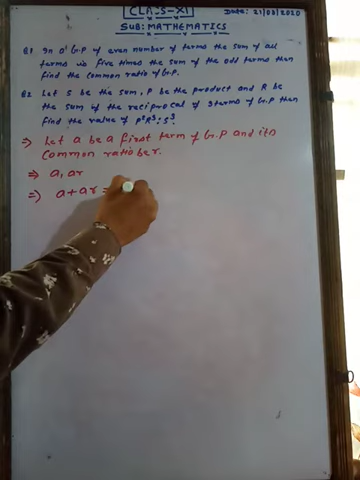 CLASS-XI Date: 21/08/2020
SUB: MATHEMATICS
Q1 In a G.P of even number of terms the sum of all
terms is five times the sum of the odd terms then
find the common ratio of G.P.
Q2 Let S be the sum, P be the product and R be
the sum of the reciprocal of 3 terms of G.P then
find the value of P²R³:S³
⇒ Let a be a first term of G.P and its
common ratio be r.
⇒ a, ar
⇒ a+ar =